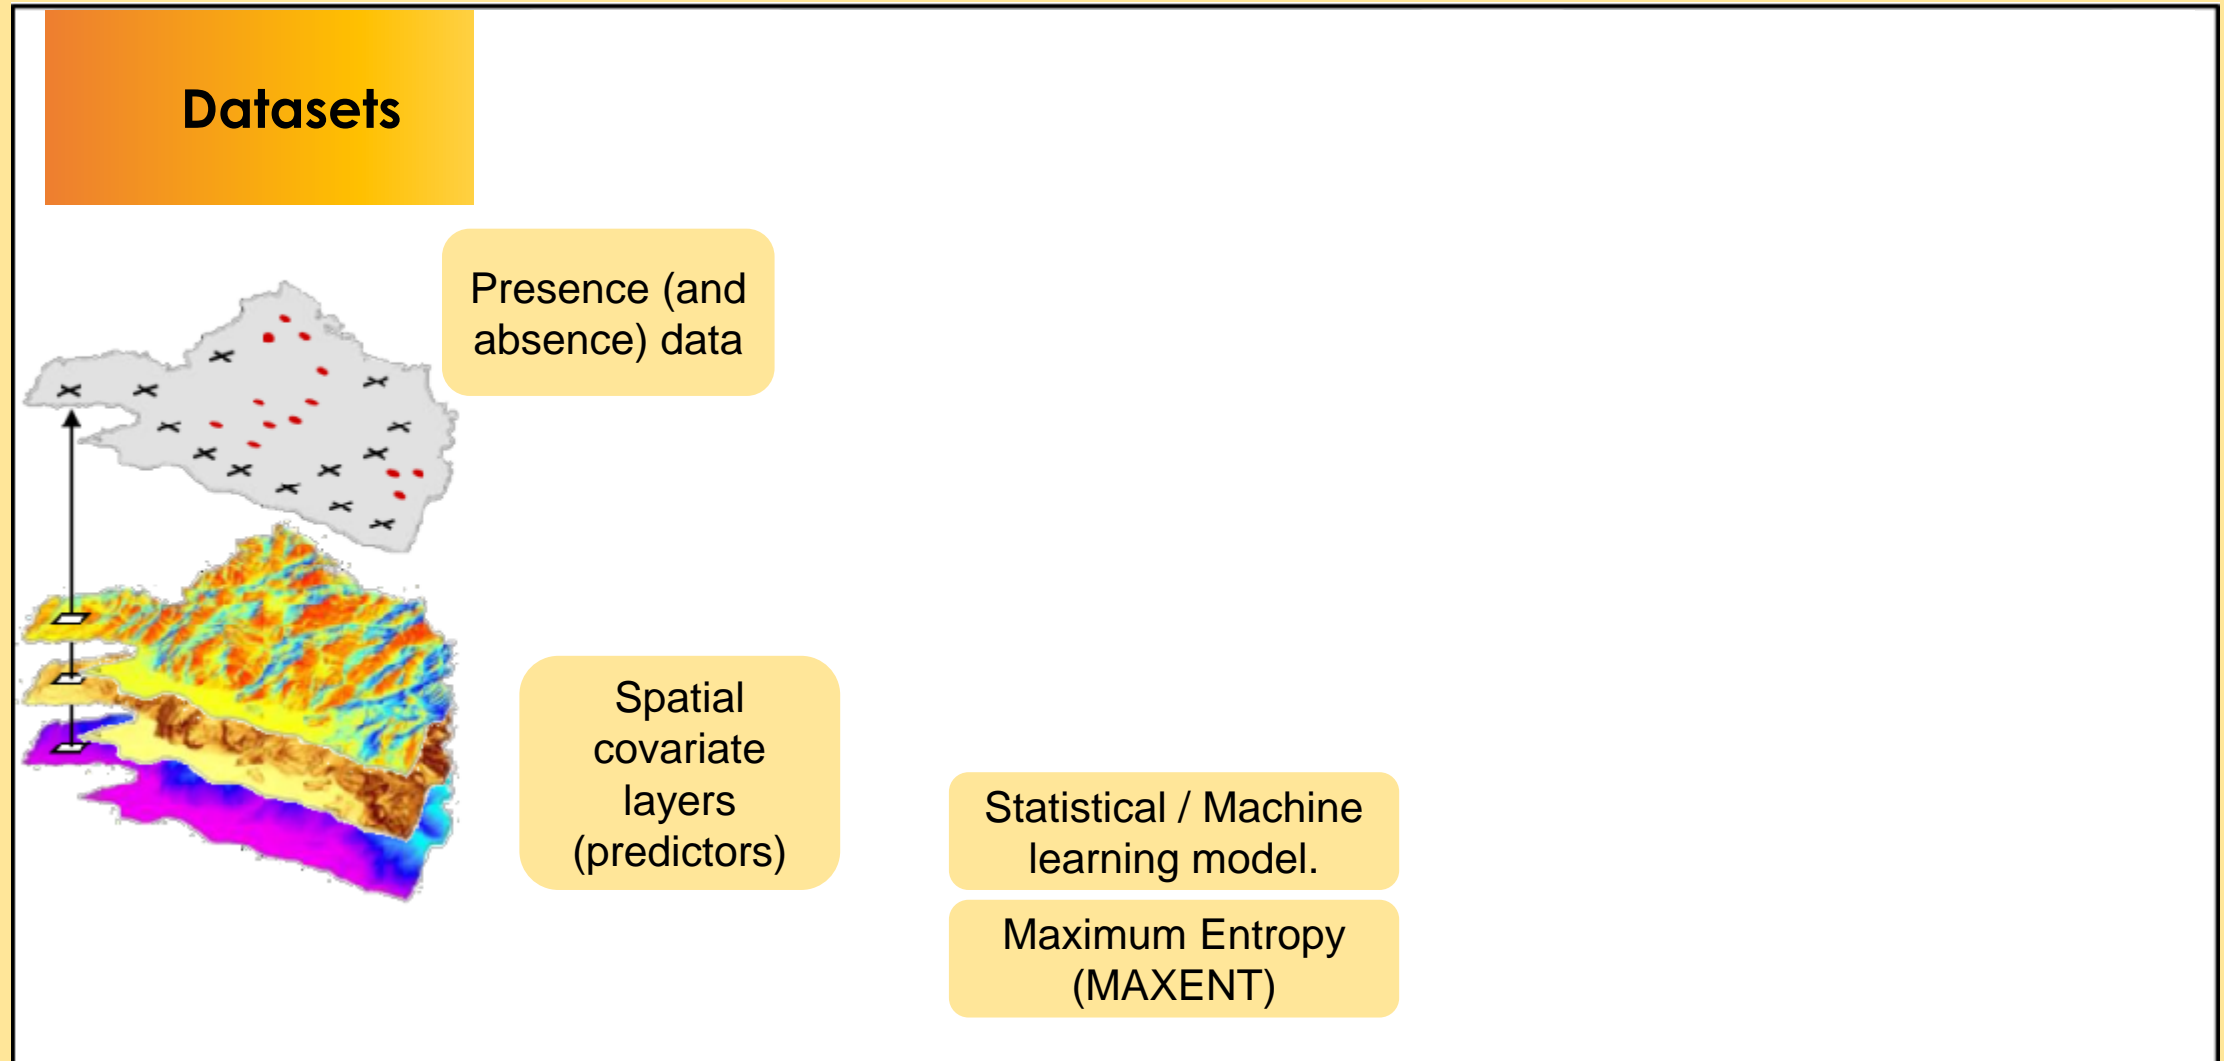 Datasets
Presence (and
absence) data
Spatial
covariate
layers
(predictors)
Statistical / Machine
learning model.
Maximum Entropy
(MAXENT)